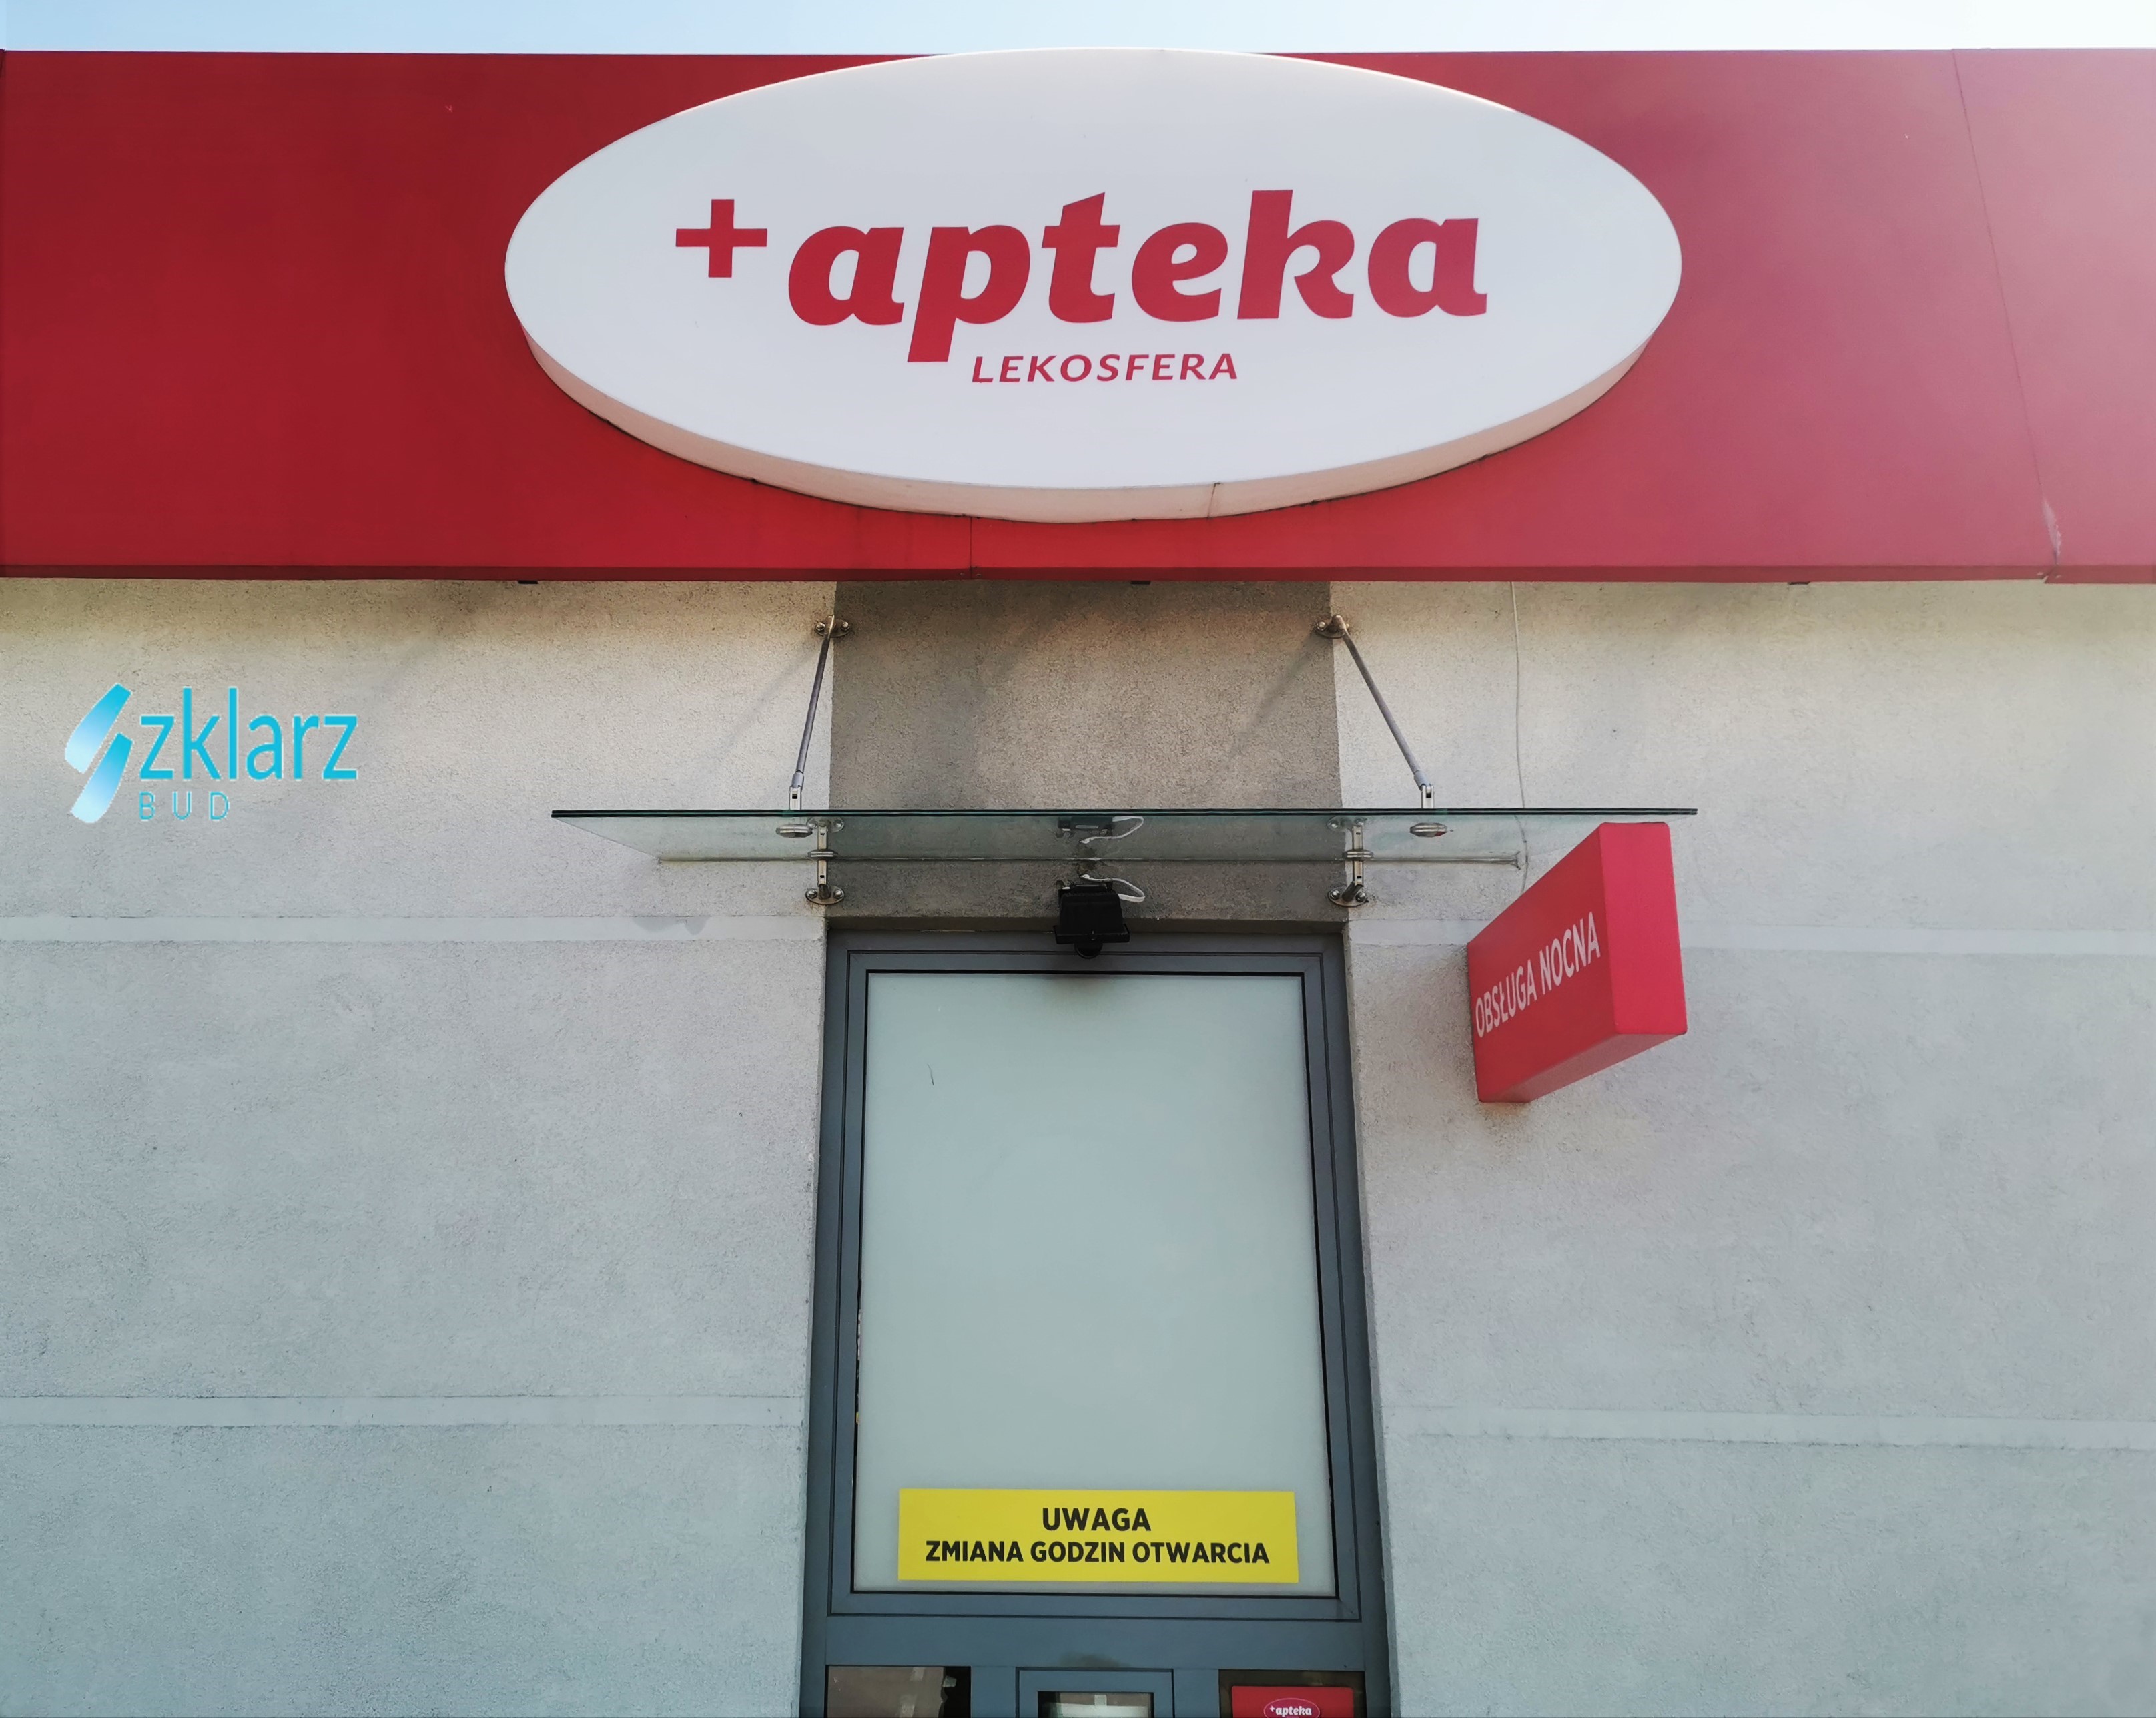 +apteka
LEKOSFERA
Szklarz
BUD
OBSŁUGA NOCNA
UWAGA
ZMIANA GODZIN OTWARCIA
+apteka